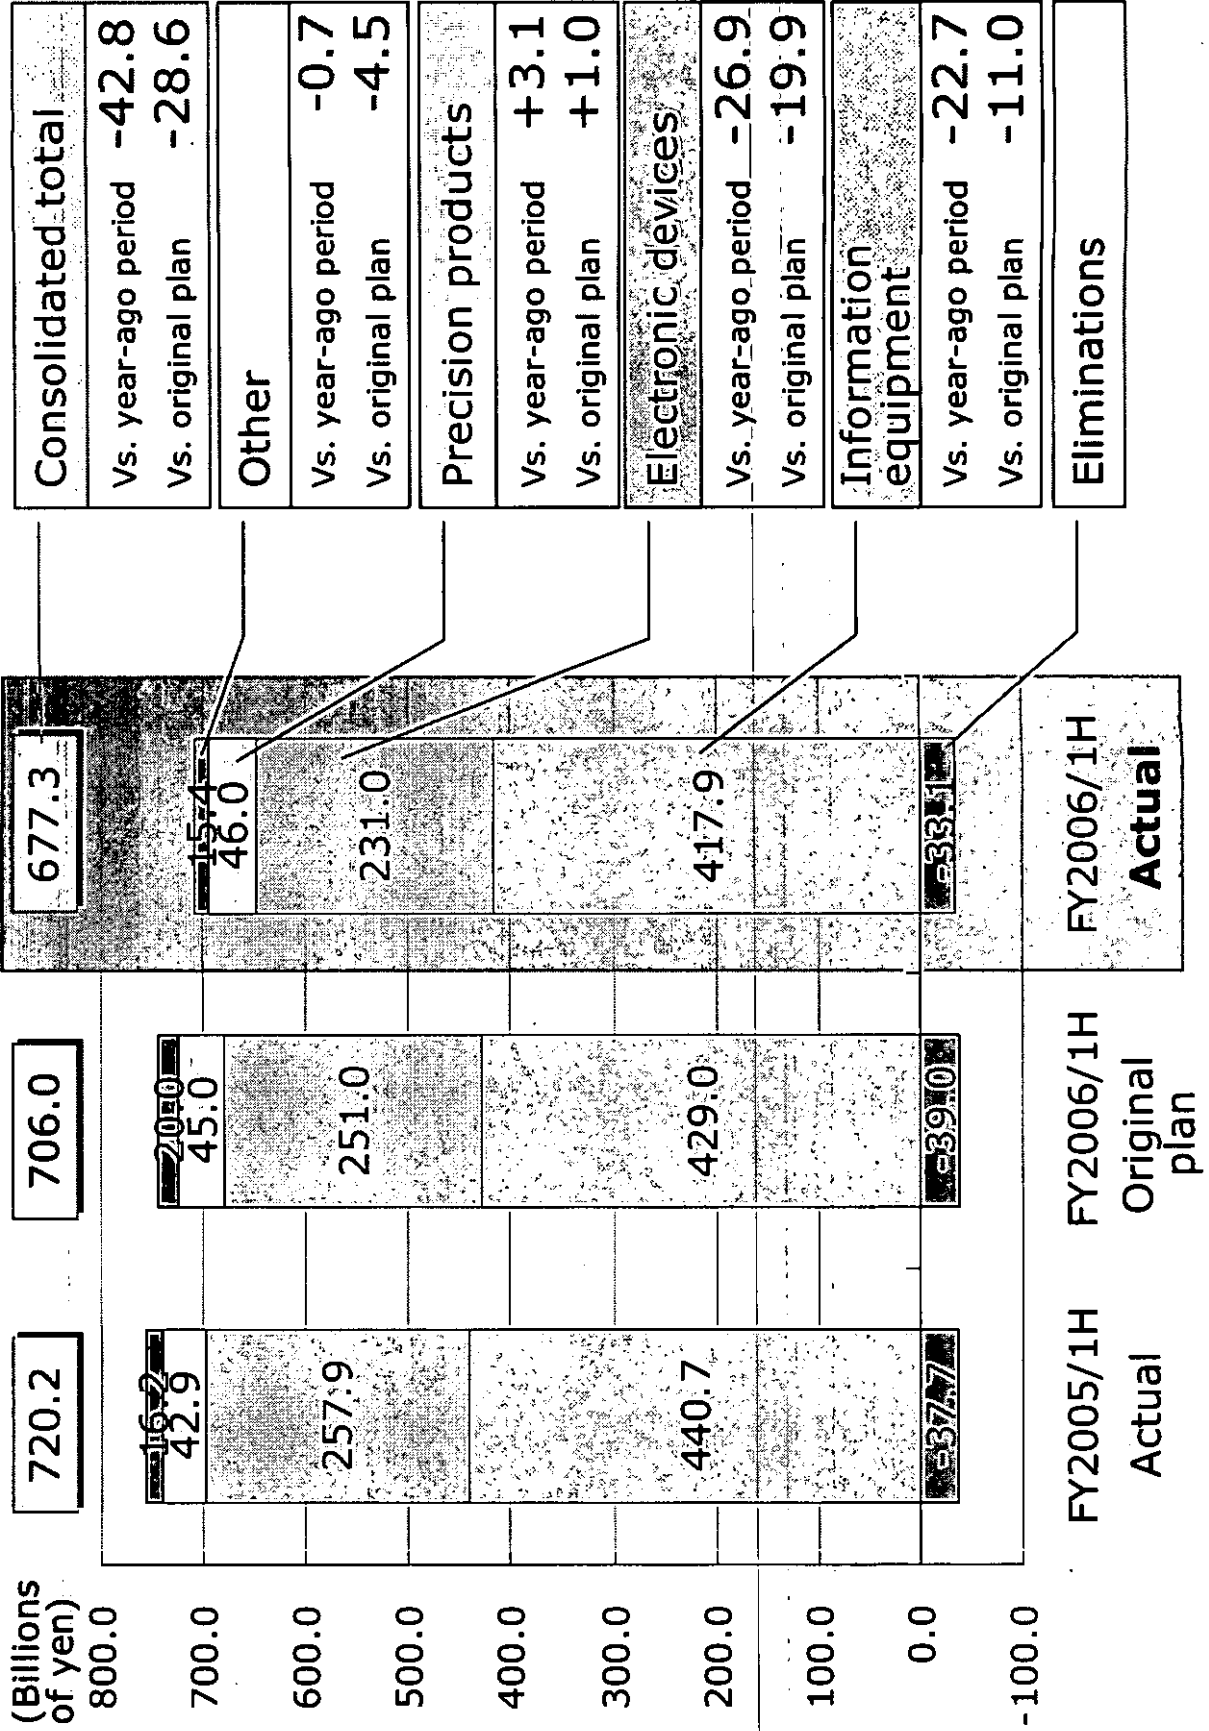 (Billions
of yen)
800.0
700.0
600.0
500.0
400.0
300.0
200.0
100.0
0.0
-100.0
720.2
16.2
42.9
257.9
440.7
-37.7
FY2005/1H
Actual
706.0
20.0
45.0
251.0
429.0
-39.0
FY2006/1H
Original
plan
677.3
15.4
46.0
231.0
417.9
-33.1
FY2006/1H
Actual
Consolidated total
Vs. year-ago period -42.8
Vs. original plan -28.6
Other
Vs. year-ago period -0.7
Vs. original plan -4.5
Precision products
Vs. year-ago period +3.1
Vs. original plan +1.0
Electronic devices
Vs. year-ago period -26.9
Vs. original plan -19.9
Information
equipment
Vs. year-ago period -22.7
Vs. original plan -11.0
Eliminations